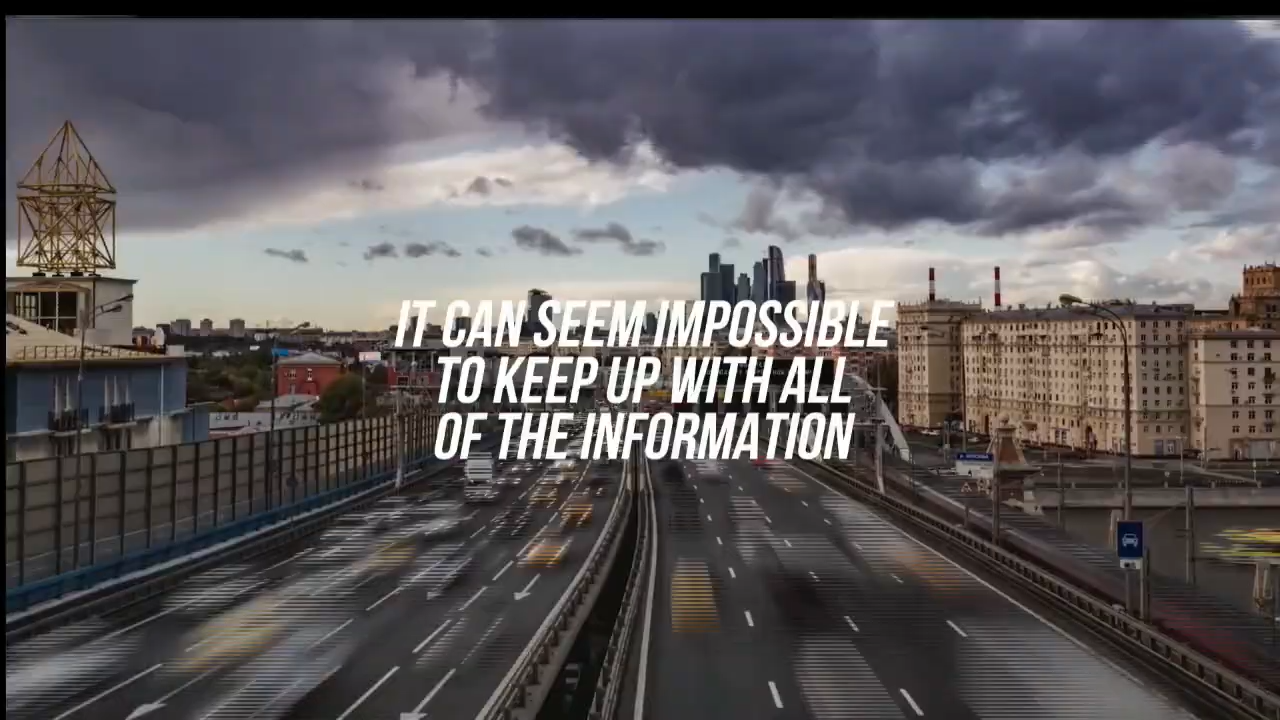 IT CAN SEEM IMPOSSIBLE
TO KEEP UP WITH ALL
OF THE INFORMATION